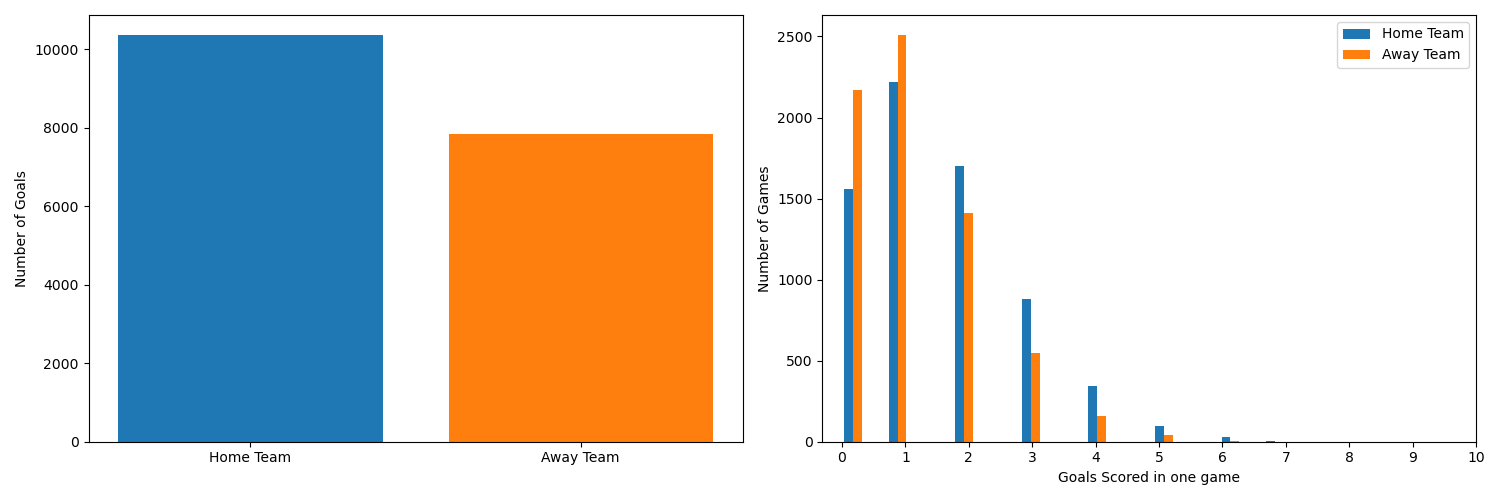 Number of Goals
10000
8000
6000
4000
2000
0
Home Team
Away Team
Number of Games
2500
2000
1500
1000
500
0
0 1 2 3 4 5 6 7 8 9 10
Goals Scored in one game
Home Team
Away Team